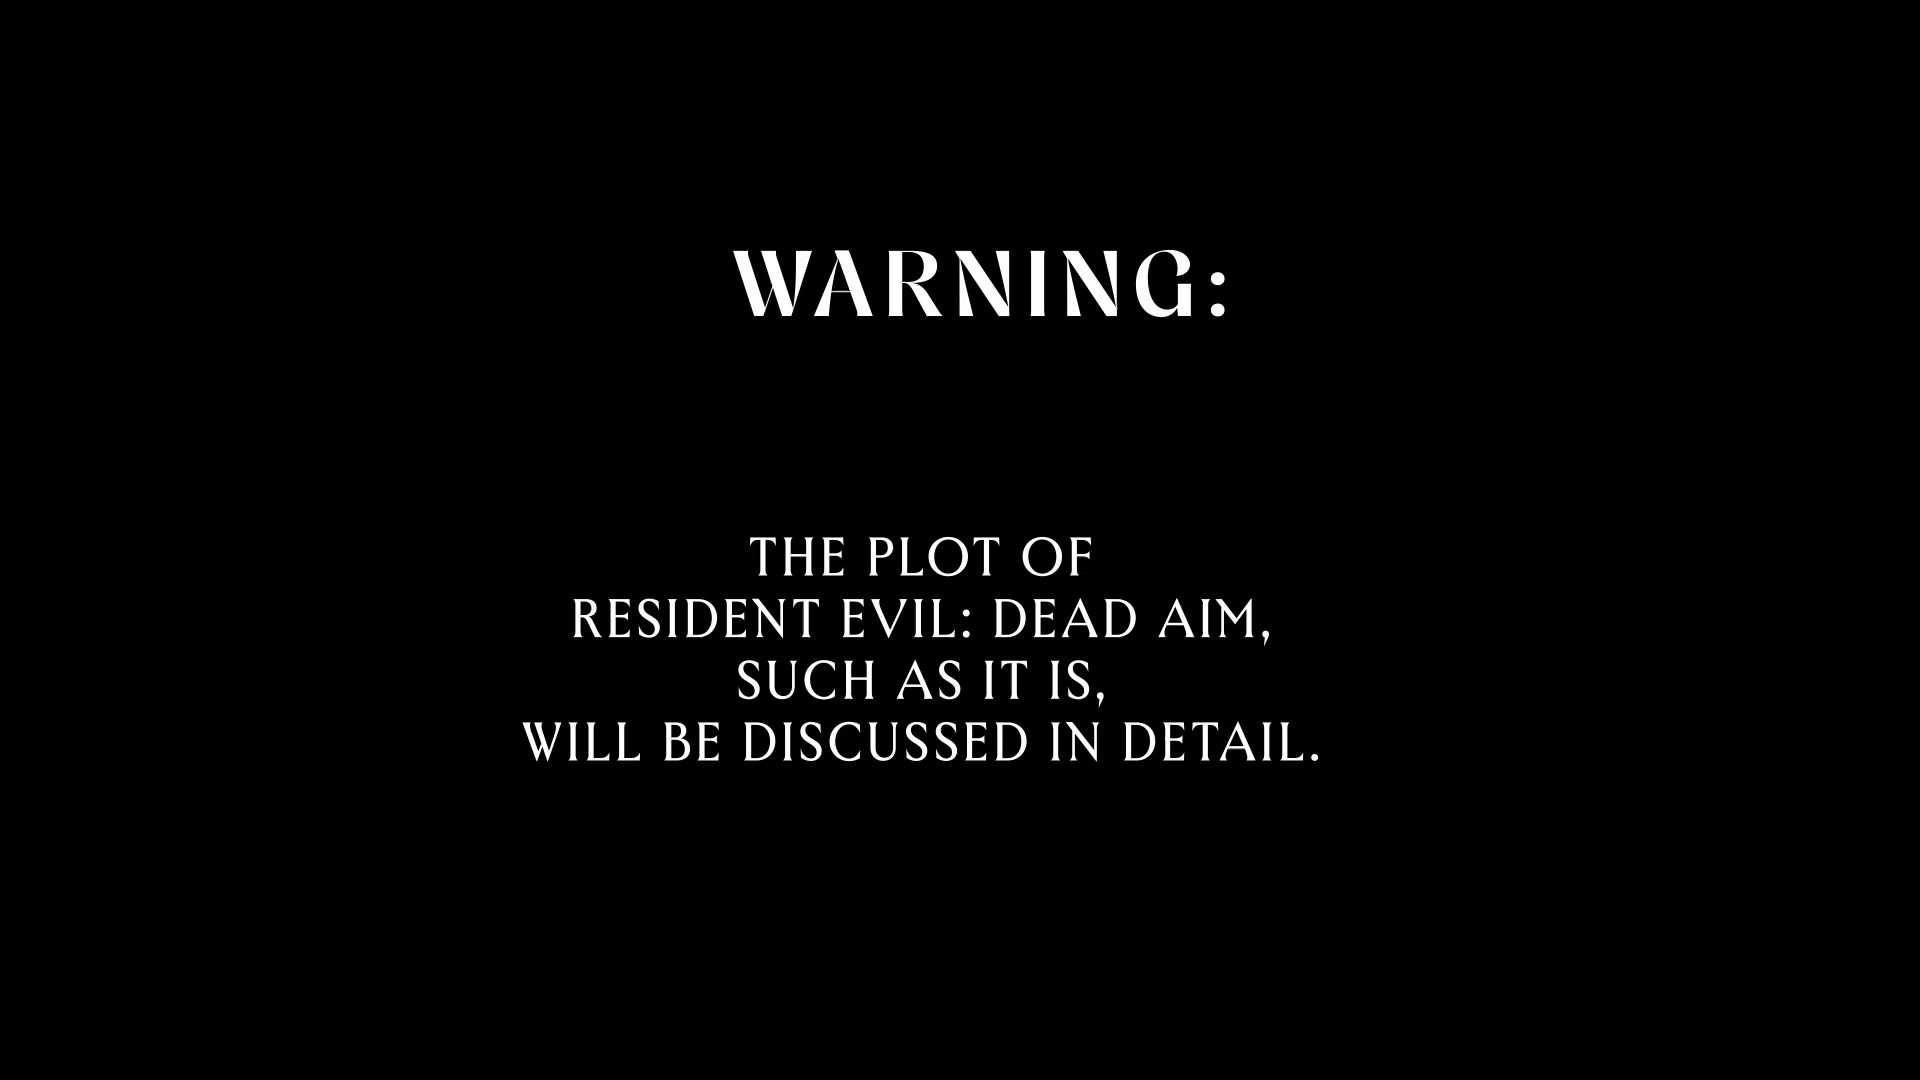 WARNING:
THE PLOT OF
RESIDENT EVIL: DEAD AIM,
SUCH AS IT IS,
WILL BE DISCUSSED IN DETAIL.